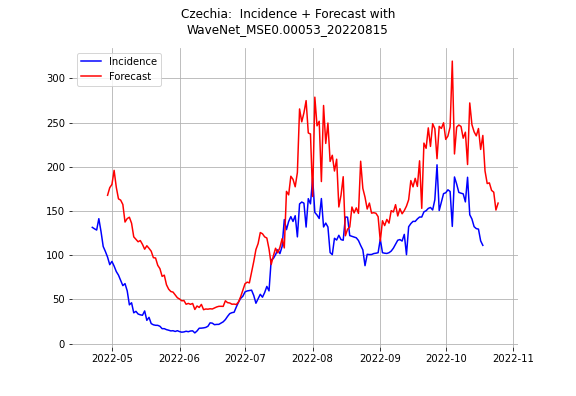 Czechia:  Incidence + Forecast with
WaveNet_MSE0.00053_20220815
Incidence
Forecast
300
250
200
150
100
50
0
2022-05 2022-06 2022-07 2022-08 2022-09 2022-10 2022-11